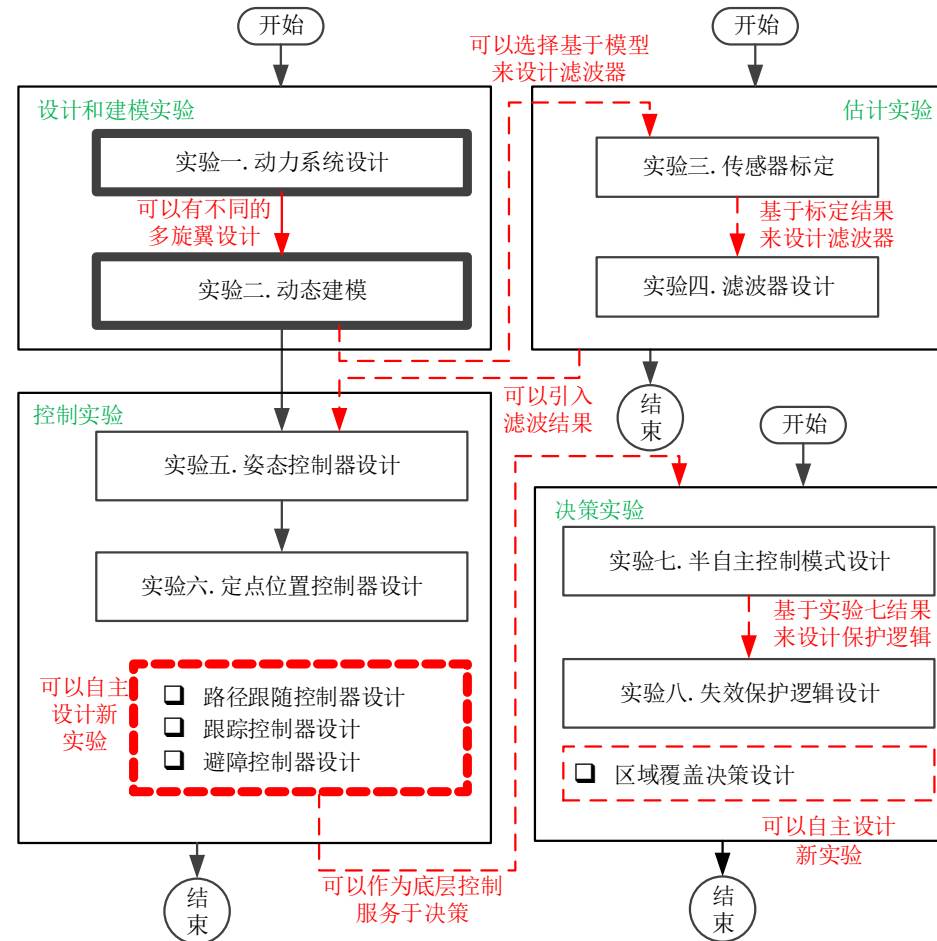 开始
设计和建模实验
实验一.动力系统设计
可以有不同的
多旋翼设计
实验二.动态建模
可以选择基于模型
来设计滤波器
开始
估计实验
实验三.传感器标定
基于标定结果
来设计滤波器
实验四.滤波器设计
结
束
可以引入
滤波结果
控制实验
实验五.姿态控制器设计
实验六.定点位置控制器设计
可以自主
设计新
实验
路径跟随控制器设计
跟踪控制器设计
避障控制器设计
结
束
可以作为底层控制
服务于决策
开始
决策实验
实验七.半自主控制模式设计
基于实验七结果
来设计保护逻辑
实验八.失效保护逻辑设计
区域覆盖决策设计
可以自主设计
新实验
结
束